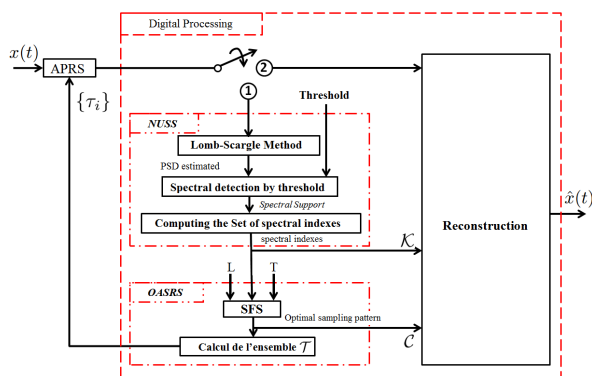 Digital Processing
x(t)
APRS
2
{τ_i}
1
Threshold
NUSS
Lomb-Scargle Method
PSD estimated
Spectral detection by threshold
Spectral Support
Computing the Set of spectral indexes
spectral indexes
Reconstruction
x̂(t)
𝒦
L
T
OASRS
SFS
Optimal sampling pattern
𝒞
Calcul de l'ensemble 𝒯